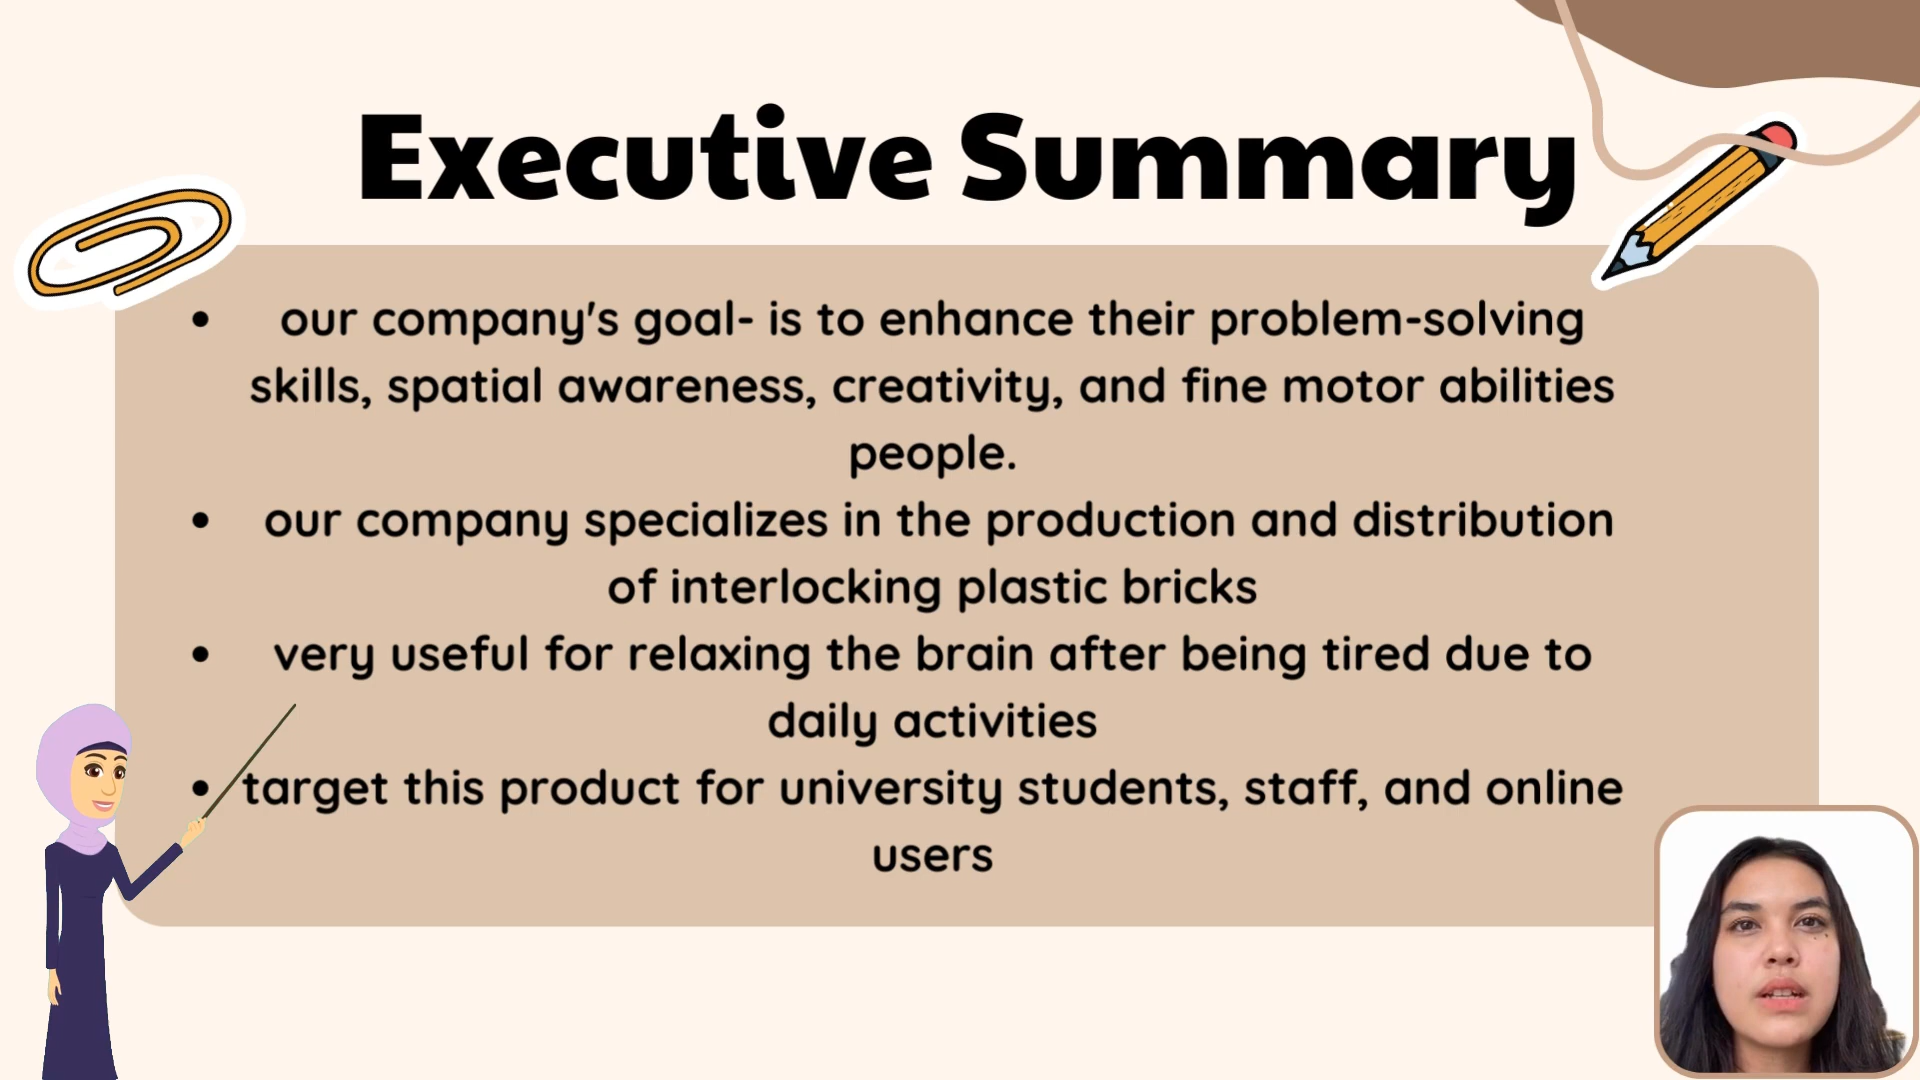 Executive Summary
• our company's goal- is to enhance their problem-solving
skills, spatial awareness, creativity, and fine motor abilities
people.
• our company specializes in the production and distribution
of interlocking plastic bricks
• very useful for relaxing the brain after being tired due to
daily activities
• target this product for university students, staff, and online
users